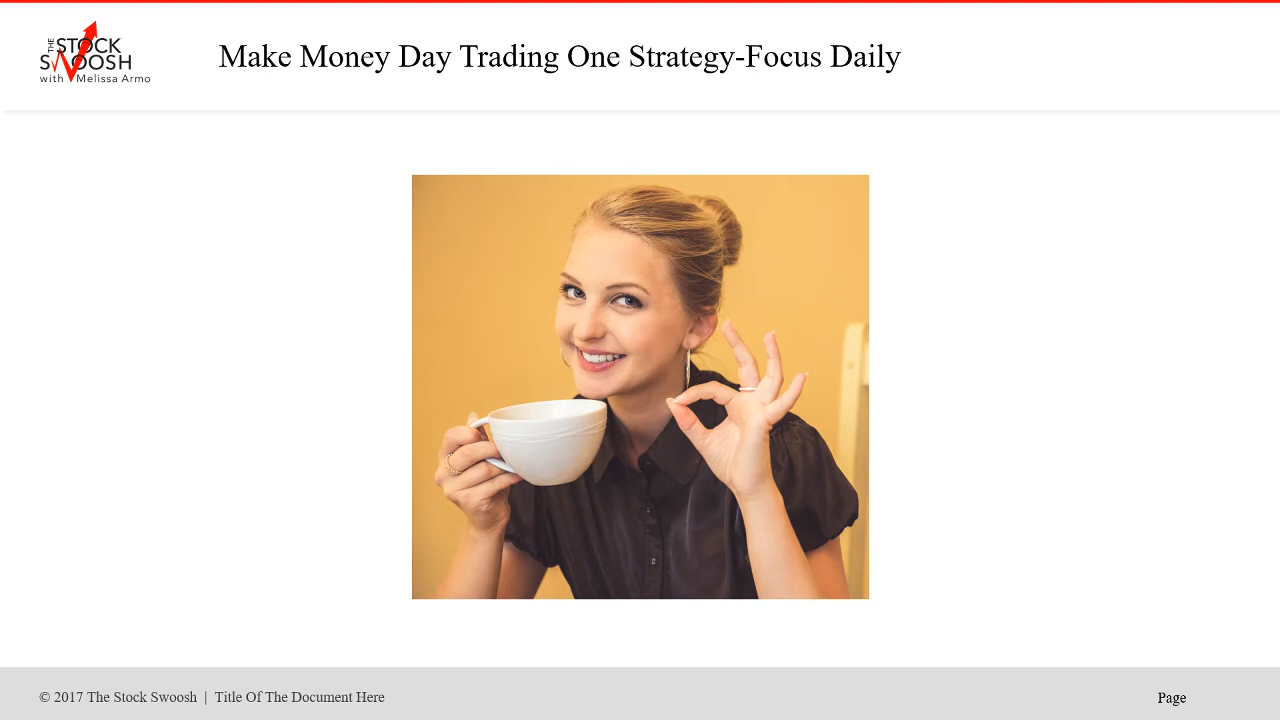 THE STOCK
SWOOSH
with Melissa Armo
Make Money Day Trading One Strategy-Focus Daily
© 2017 The Stock Swoosh | Title Of The Document Here
Page